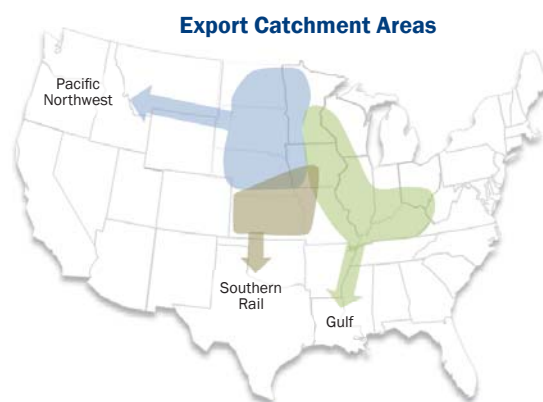 Export Catchment Areas
Pacific
Northwest
Southern
Rail
Gulf